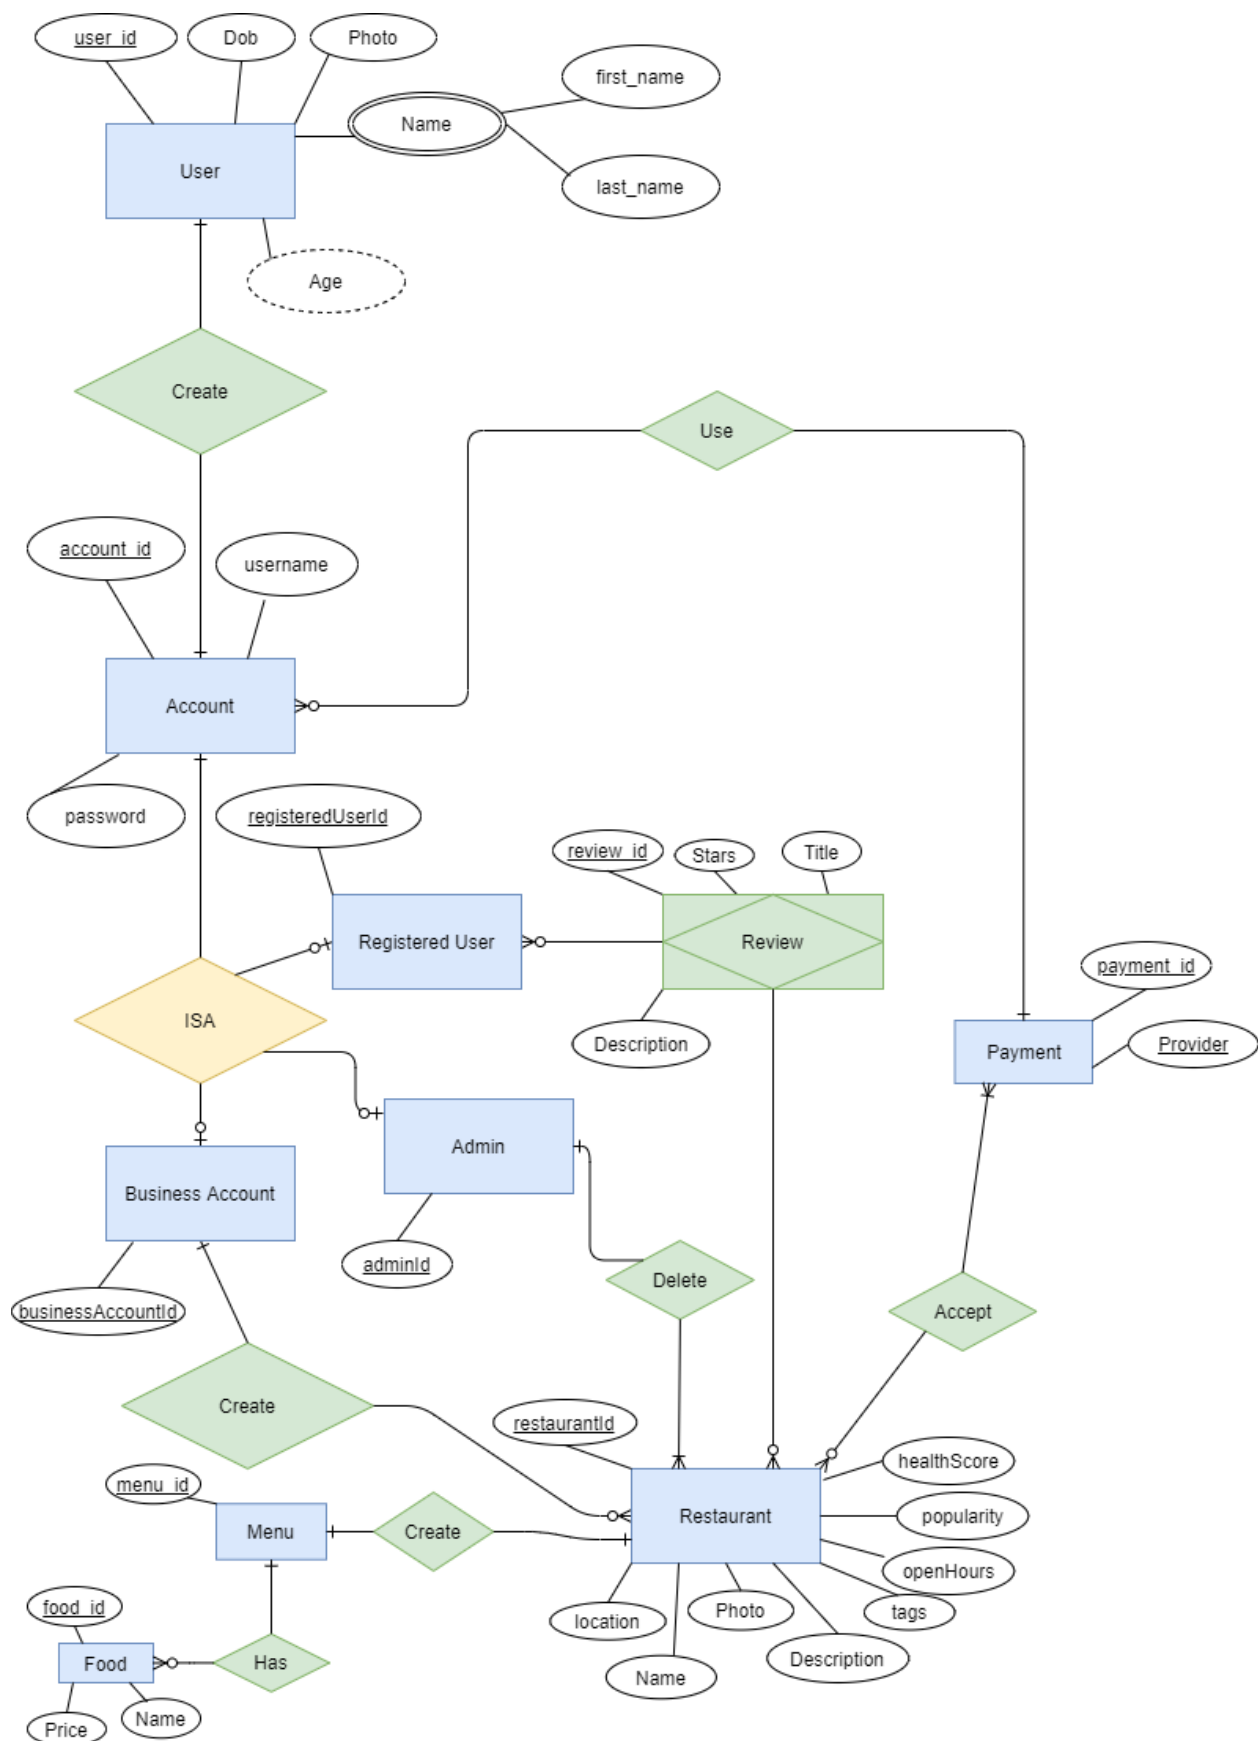 user_id
Dob
Photo
first_name
Name
User
last_name
Age
Create
Use
account_id
username
Account
password
registeredUserId
review_id
Stars
Title
Registered User
Review
payment_id
ISA
Description
Payment
Provider
Admin
Business Account
adminId
Delete
businessAccountId
Accept
Create
restaurantId
healthScore
menu_id
popularity
Menu
Create
Restaurant
openHours
food_id
location
Photo
tags
Food
Has
Name
Description
Price
Name